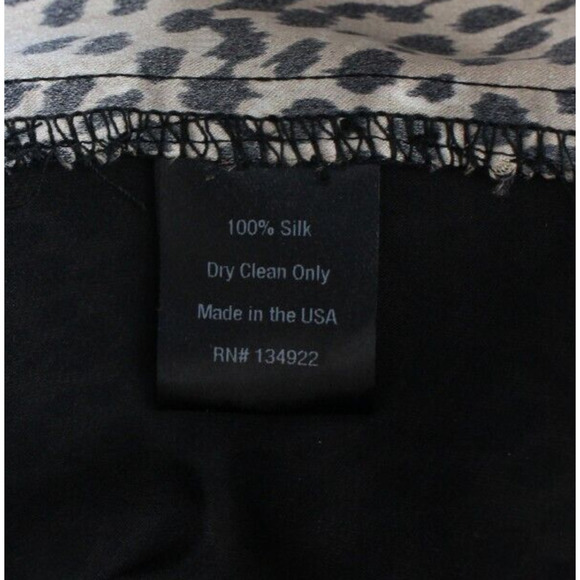 100% Silk
Dry Clean Only
Made in the USA
RN# 134922